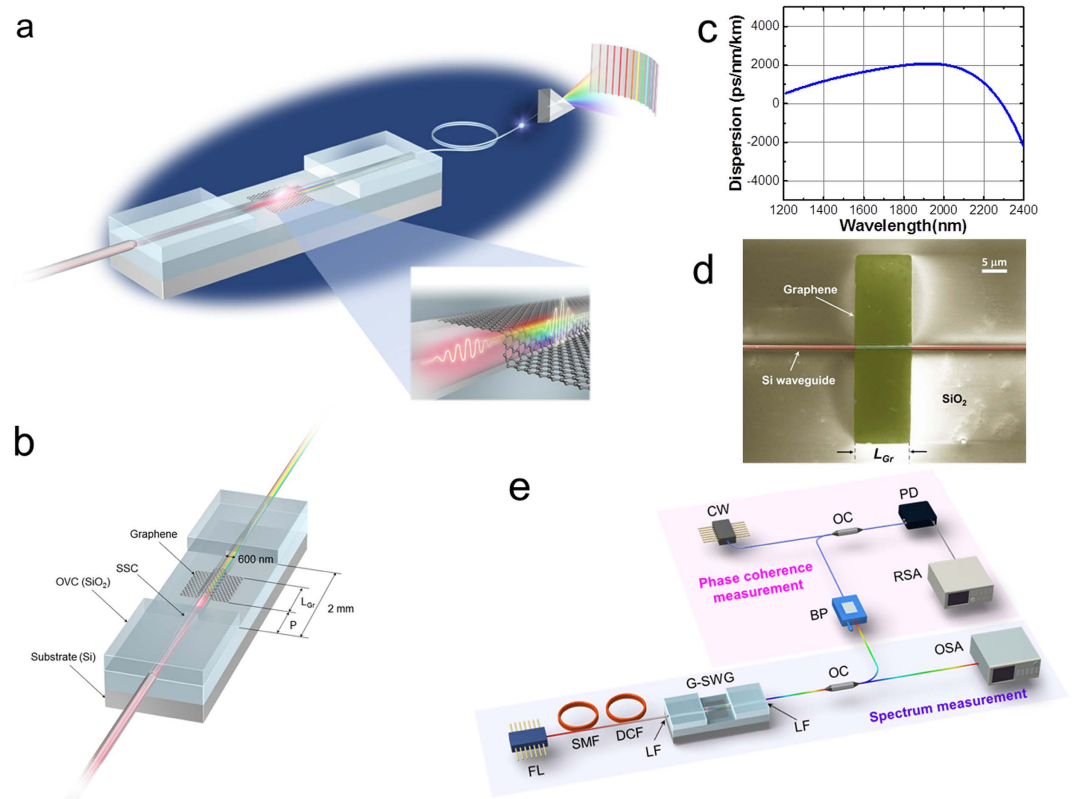 a
b
Graphene
600 nm
OVC (SiO₂)
SSC
L_Gr
2 mm
P
Substrate (Si)
c
Dispersion (ps/nm/km)
4000
2000
0
-2000
-4000
1200 1400 1600 1800 2000 2200 2400
Wavelength(nm)
d
5 μm
Graphene
Si waveguide
SiO₂
L_Gr
e
CW
OC
PD
Phase coherence
measurement
RSA
BP
OSA
G-SWG
OC
Spectrum measurement
SMF
DCF
LF
LF
FL